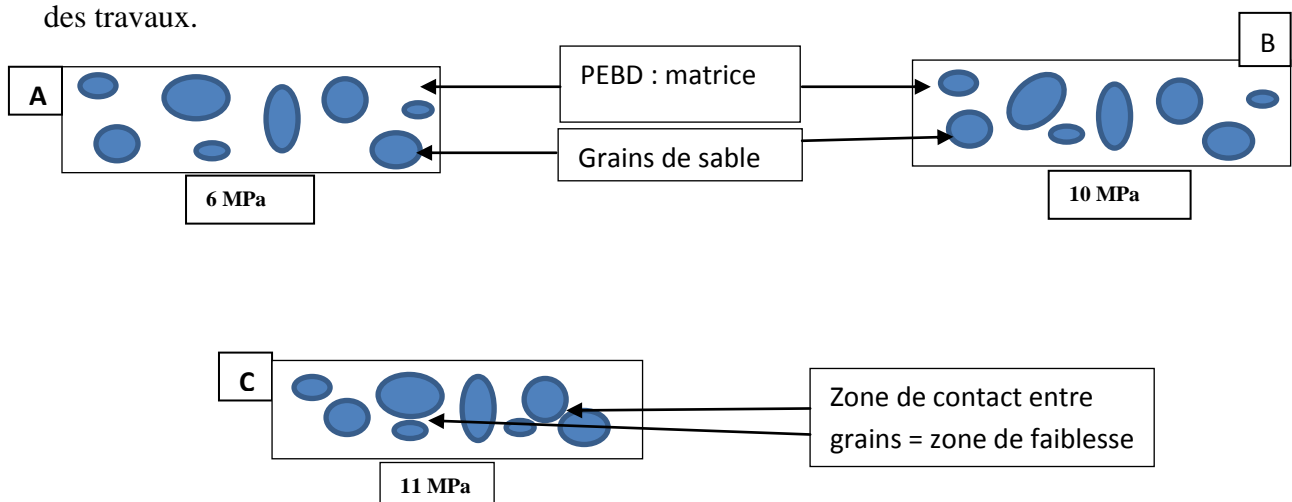 des travaux.
B
PEBD : matrice
A
Grains de sable
6 MPa
10 MPa
C
Zone de contact entre
grains = zone de faiblesse
11 MPa